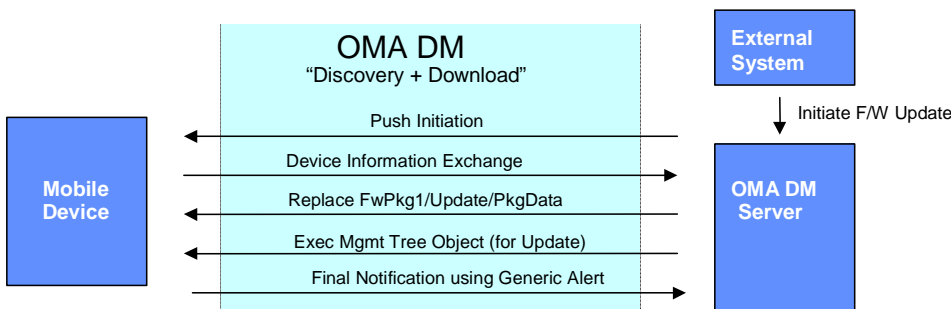 OMA DM
“Discovery + Download”
External
System
Initiate F/W Update
Push Initiation
Device Information Exchange
Mobile
Device
Replace FwPkg1/Update/PkgData
OMA DM
Server
Exec Mgmt Tree Object (for Update)
Final Notification using Generic Alert